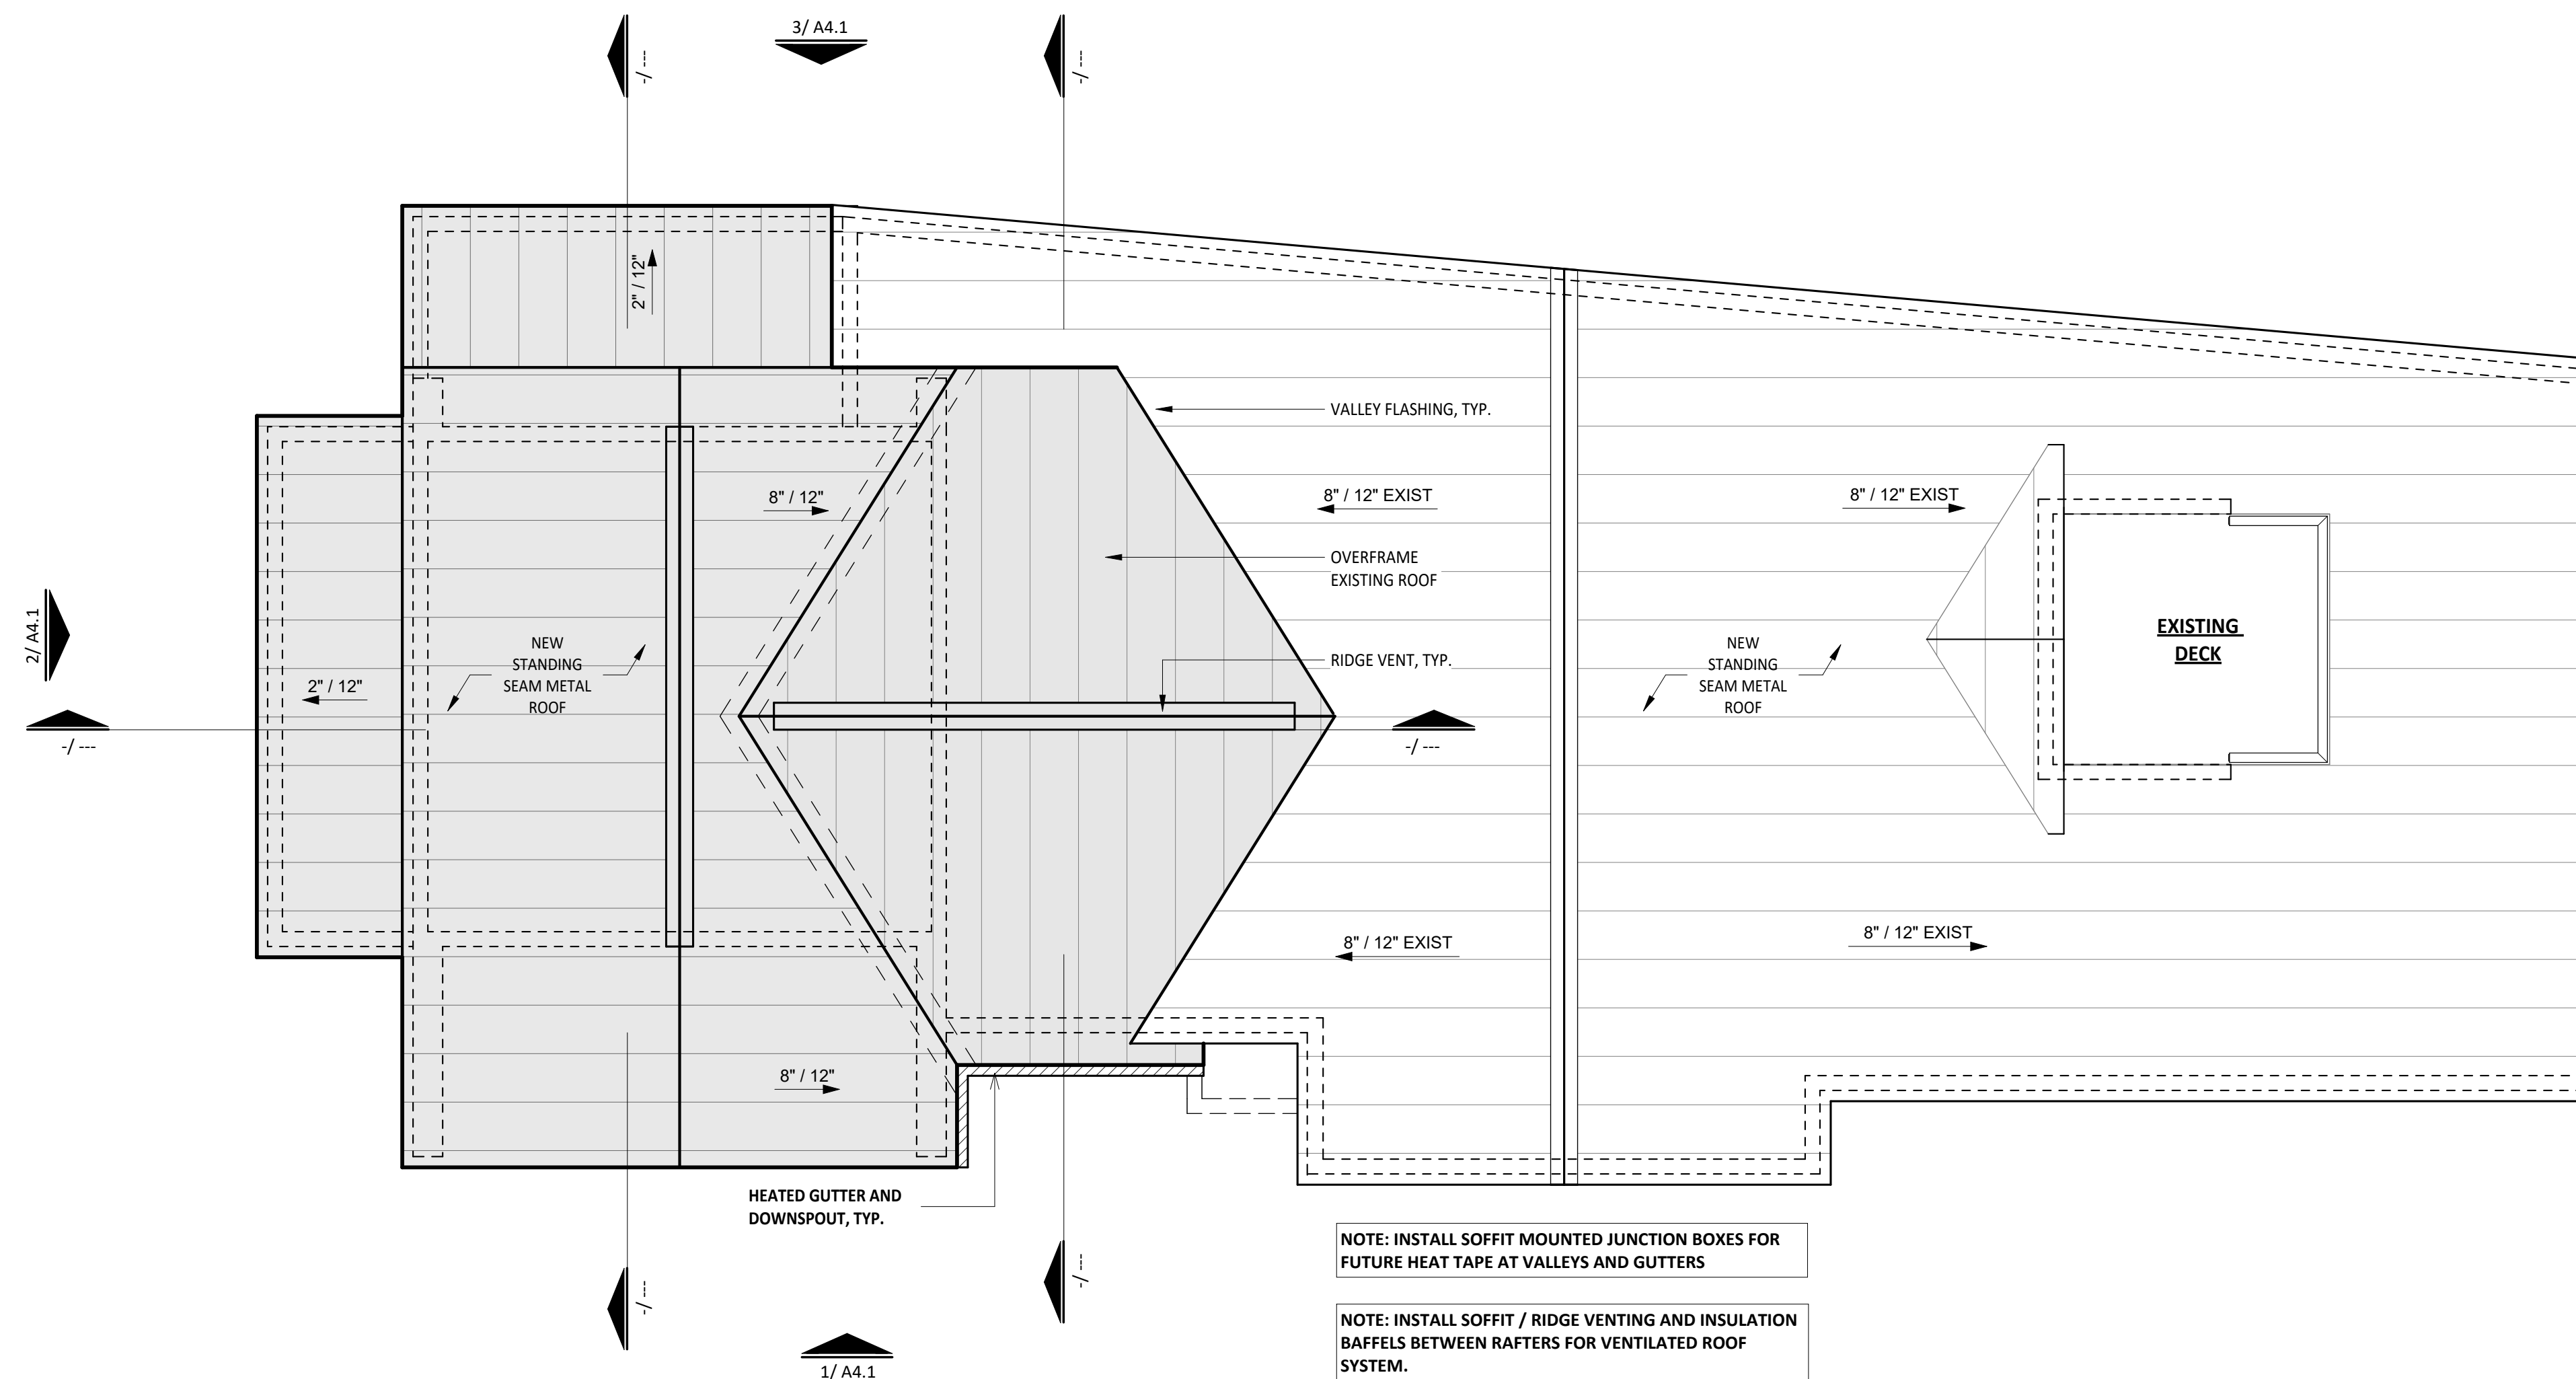 3/ A4.1
-/ ---
-/ ---
2" / 12"
VALLEY FLASHING, TYP.
8" / 12"
8" / 12" EXIST
8" / 12" EXIST
OVERFRAME
EXISTING ROOF
2/ A4.1
NEW
STANDING
SEAM METAL
ROOF
RIDGE VENT, TYP.
NEW
STANDING
SEAM METAL
ROOF
EXISTING
DECK
2" / 12"
-/ ---
-/ ---
8" / 12" EXIST
8" / 12" EXIST
8" / 12"
HEATED GUTTER AND
DOWNSPOUT, TYP.
NOTE: INSTALL SOFFIT MOUNTED JUNCTION BOXES FOR
FUTURE HEAT TAPE AT VALLEYS AND GUTTERS
-/ ---
-/ ---
NOTE: INSTALL SOFFIT / RIDGE VENTING AND INSULATION
BAFFELS BETWEEN RAFTERS FOR VENTILATED ROOF
SYSTEM.
1/ A4.1